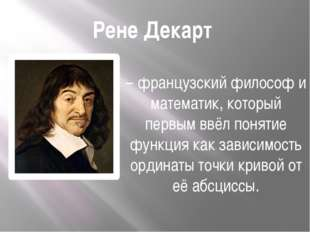 Рене Декарт
– французский философ и
математик, который
первым ввёл понятие
функция как зависимость
ординаты точки кривой от
её абсциссы.